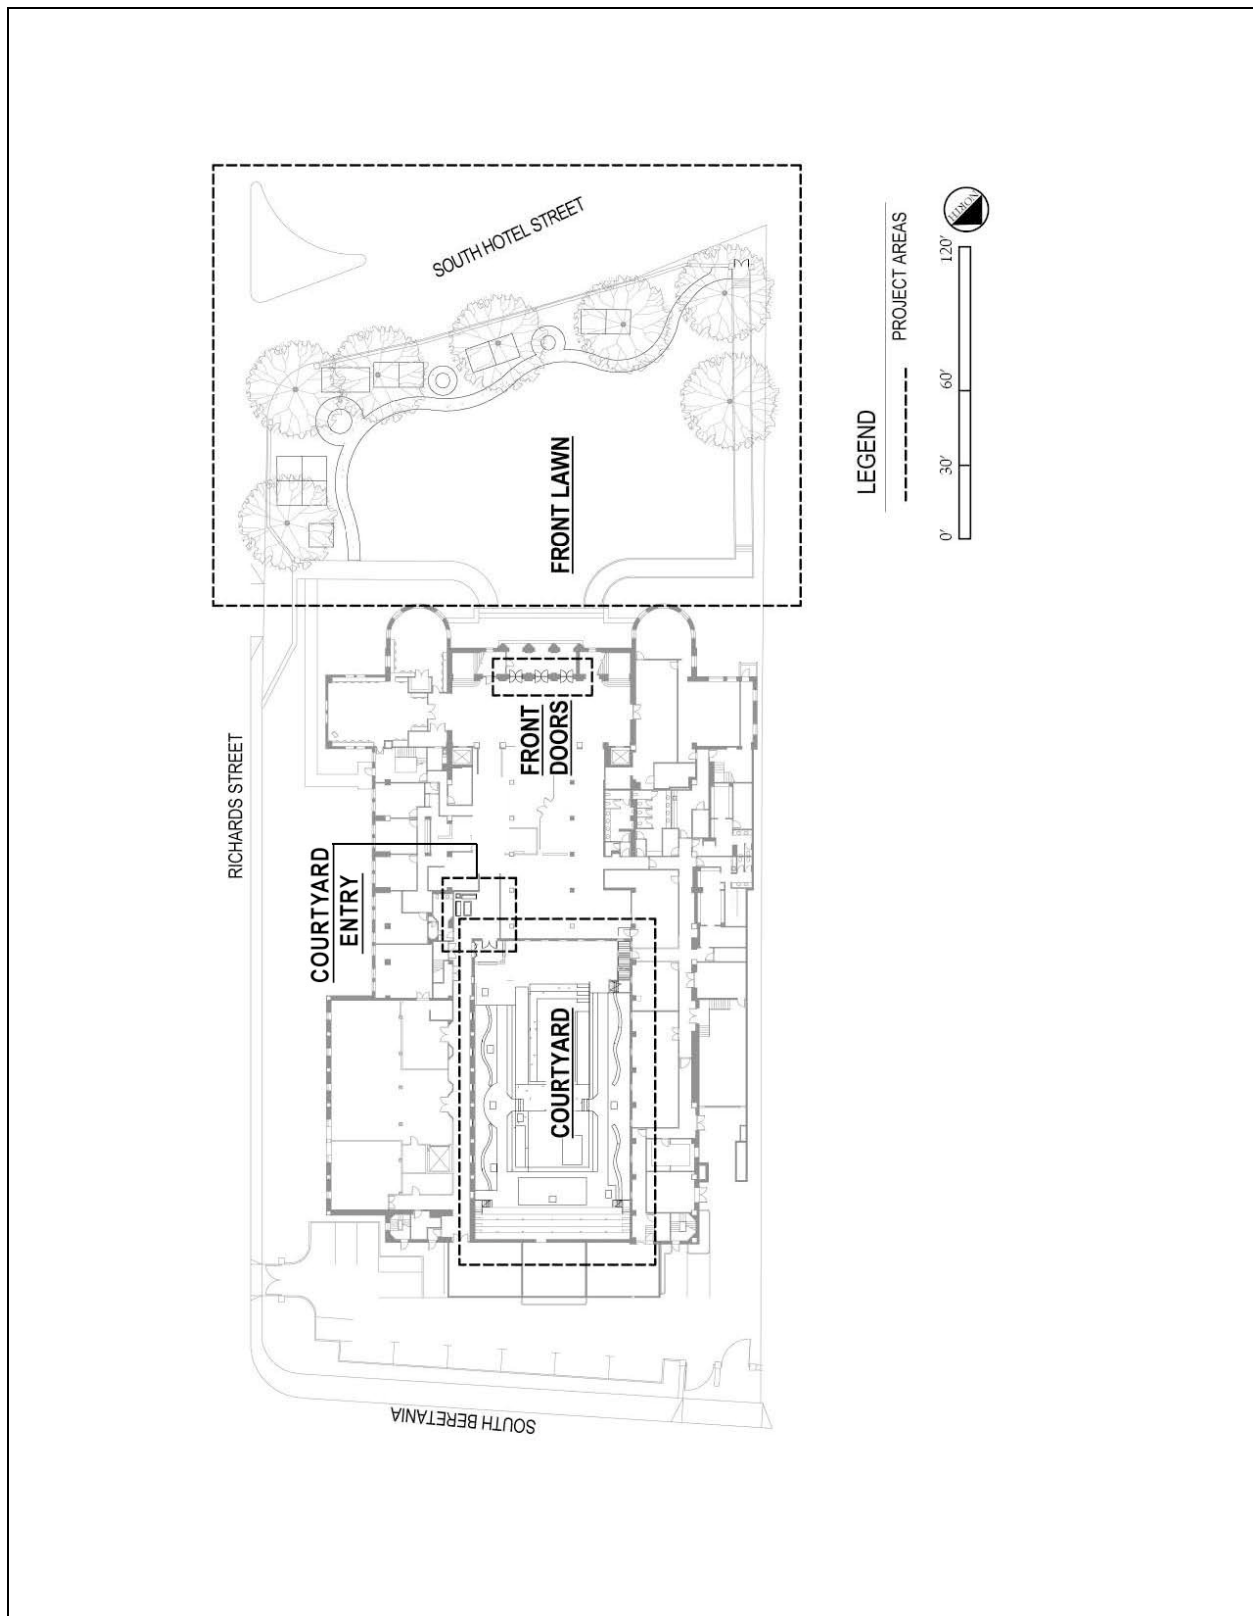 SOUTH HOTEL STREET
FRONT LAWN
FRONT
DOORS
RICHARDS STREET
COURTYARD
ENTRY
COURTYARD
SOUTH BERETANIA
LEGEND
PROJECT AREAS
0' 30' 60' 120'
NORTH